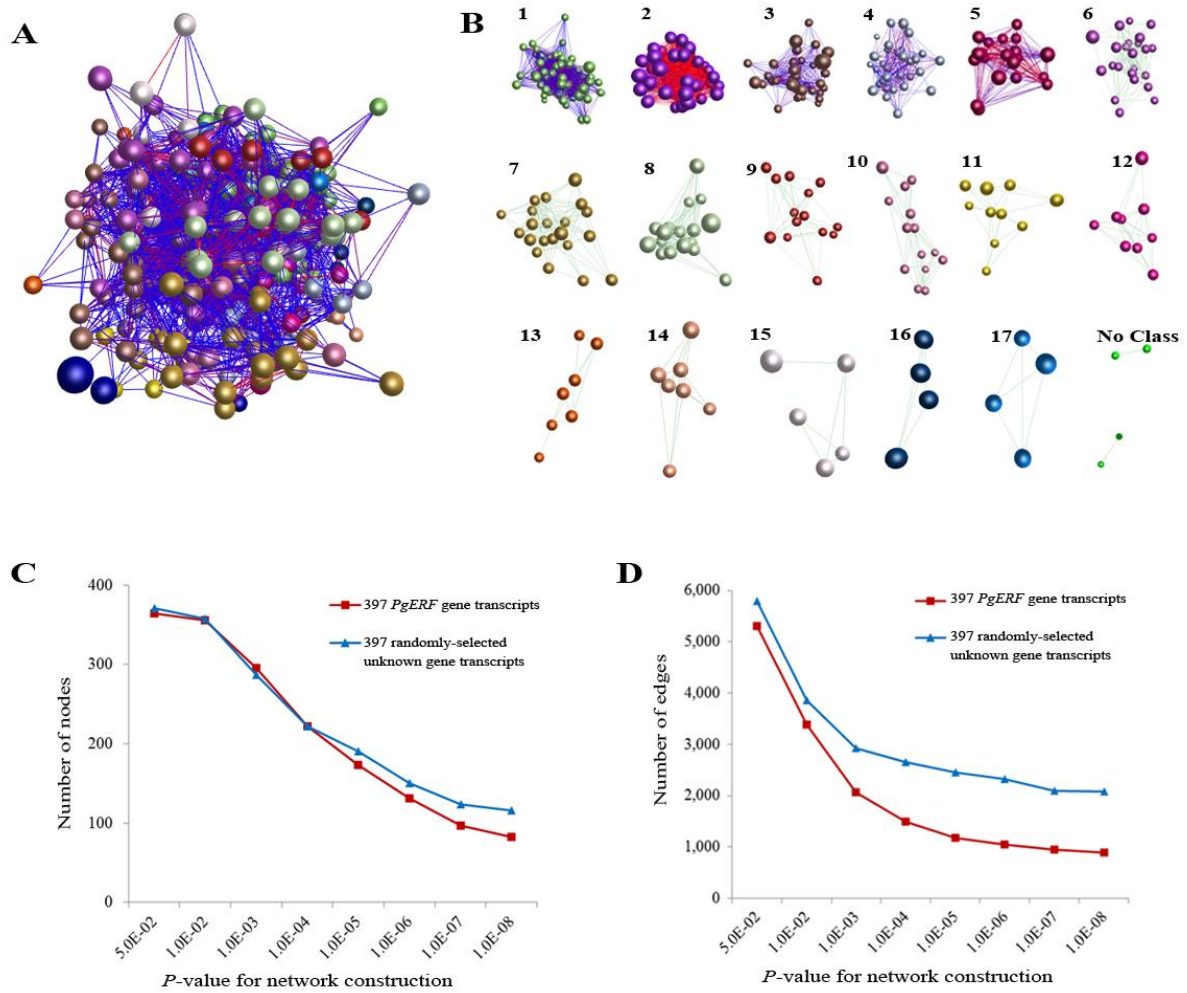 A
B
1
2
3
4
5
6
7
8
9
10
11
12
13
14
15
16
17
No Class
C
400
300
200
100
0
Number of nodes
397 PgERF gene transcripts
397 randomly-selected
unknown gene transcripts
5.0E-02
1.0E-02
1.0E-03
1.0E-04
1.0E-05
1.0E-06
1.0E-07
1.0E-08
P-value for network construction
D
6,000
5,000
4,000
3,000
2,000
1,000
0
Number of edges
397 PgERF gene transcripts
397 randomly-selected
unknown gene transcripts
5.0E-02
1.0E-02
1.0E-03
1.0E-04
1.0E-05
1.0E-06
1.0E-07
1.0E-08
P-value for network construction